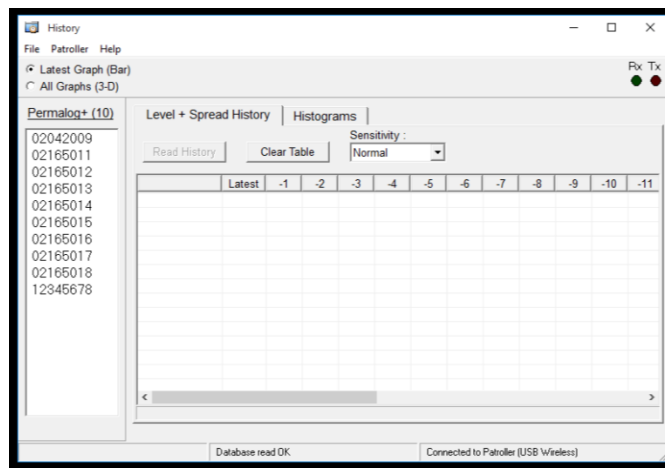 History
File Patroller Help
Latest Graph (Bar)
All Graphs (3-D)
Rx Tx
Permalog+ (10)
02042009
02165011
02165012
02165013
02165014
02165015
02165016
02165017
02165018
12345678
Level + Spread History Histograms
Sensitivity :
Read History Clear Table Normal
Latest -1 -2 -3 -4 -5 -6 -7 -8 -9 -10 -11
Database read OK Connected to Patroller (USB Wireless)